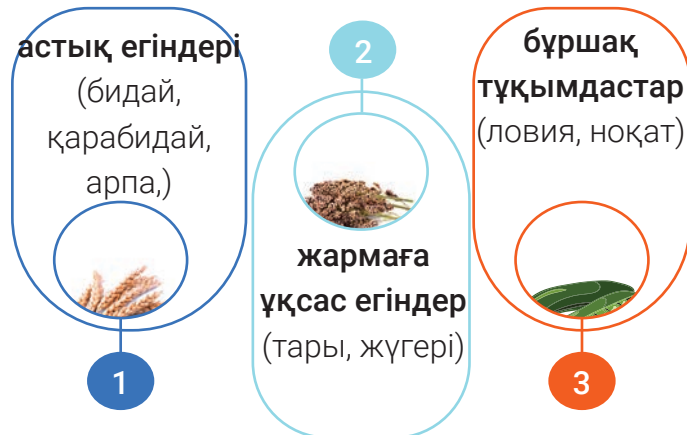 астық егіндері
(бидай,
қарабидай,
арпа,)
1
2
жармаға
ұқсас егіндер
(тары, жүгері)
бұршақ
тұқымдастар
(ловия, ноқат)
3